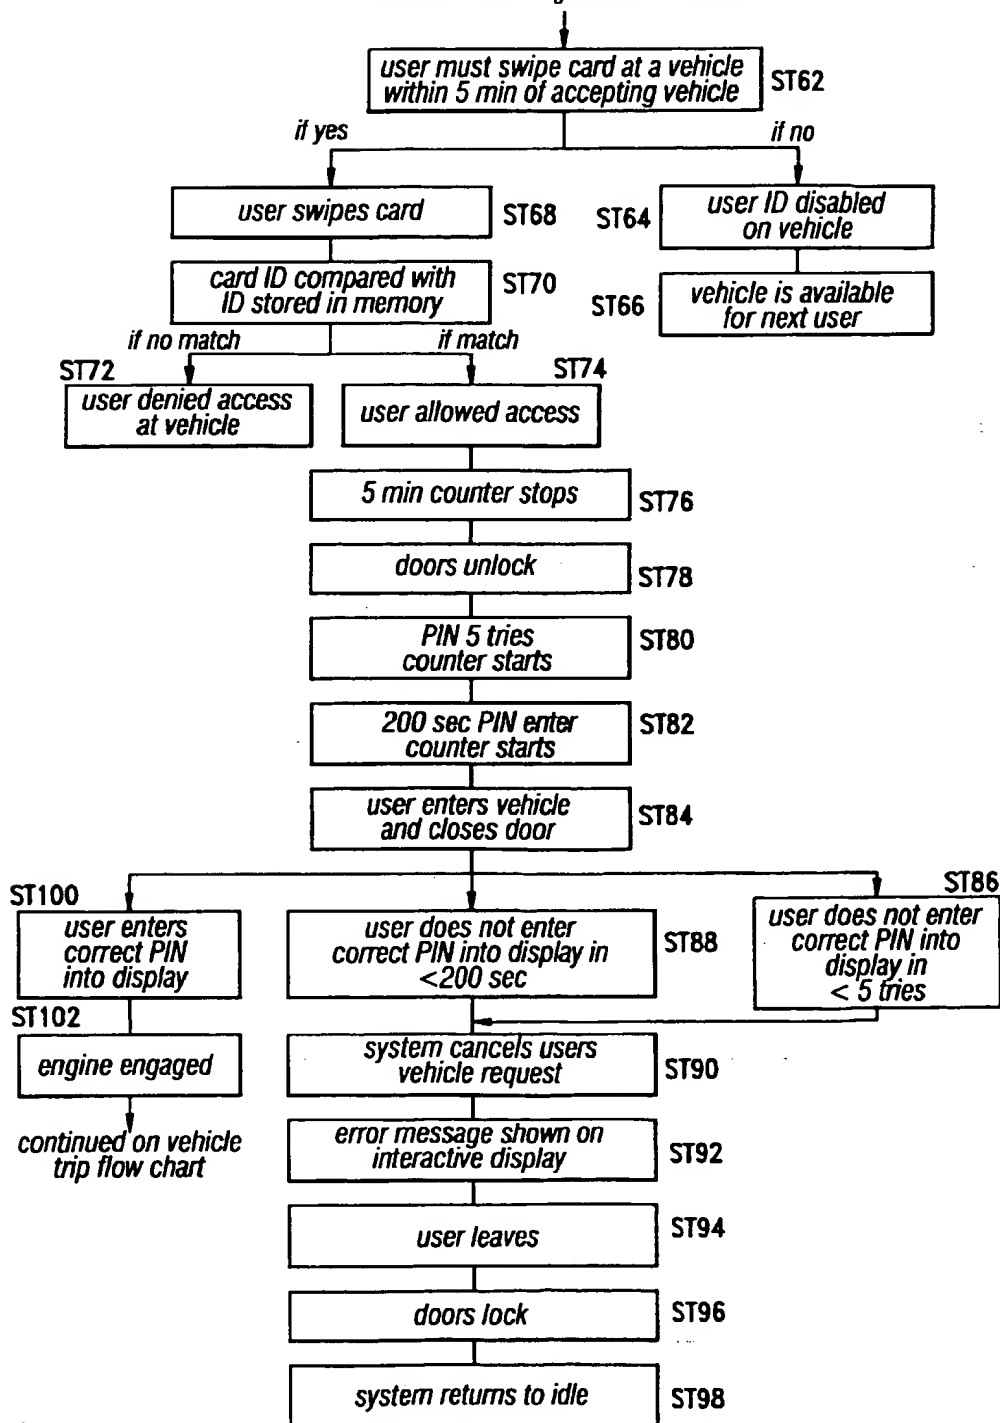 user must swipe card at a vehicle
within 5 min of accepting vehicle
ST62
if yes
if no
user swipes card
ST68
ST64
user ID disabled
on vehicle
card ID compared with
ID stored in memory
ST70
ST66
vehicle is available
for next user
if no match
if match
ST72
user denied access
at vehicle
ST74
user allowed access
5 min counter stops
ST76
doors unlock
ST78
PIN 5 tries
counter starts
ST80
200 sec PIN enter
counter starts
ST82
user enters vehicle
and closes door
ST84
ST100
user enters
correct PIN
into display
user does not enter
correct PIN into display in
<200 sec
ST88
ST86
user does not enter
correct PIN into
display in
< 5 tries
ST102
engine engaged
continued on vehicle
trip flow chart
system cancels users
vehicle request
ST90
error message shown on
interactive display
ST92
user leaves
ST94
doors lock
ST96
system returns to idle
ST98